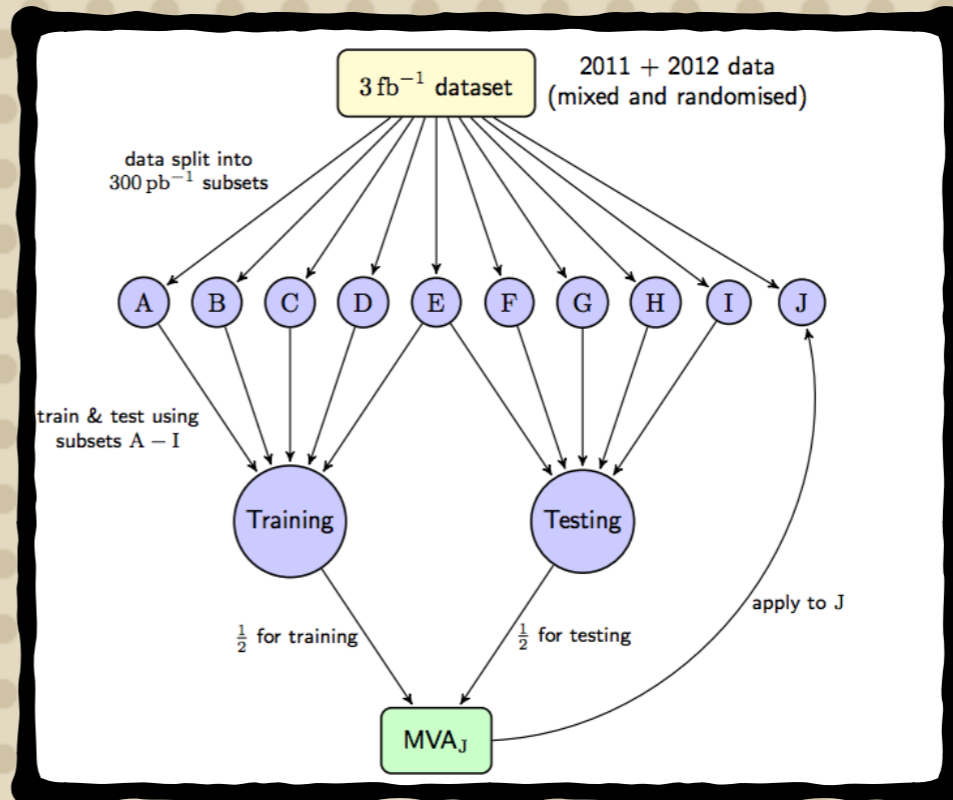 3 fb⁻¹ dataset
2011 + 2012 data
(mixed and randomised)
data split into
300 pb⁻¹ subsets
A B C D E F G H I J
train & test using
subsets A – I
Training
Testing
apply to J
½ for training
½ for testing
MVA_J